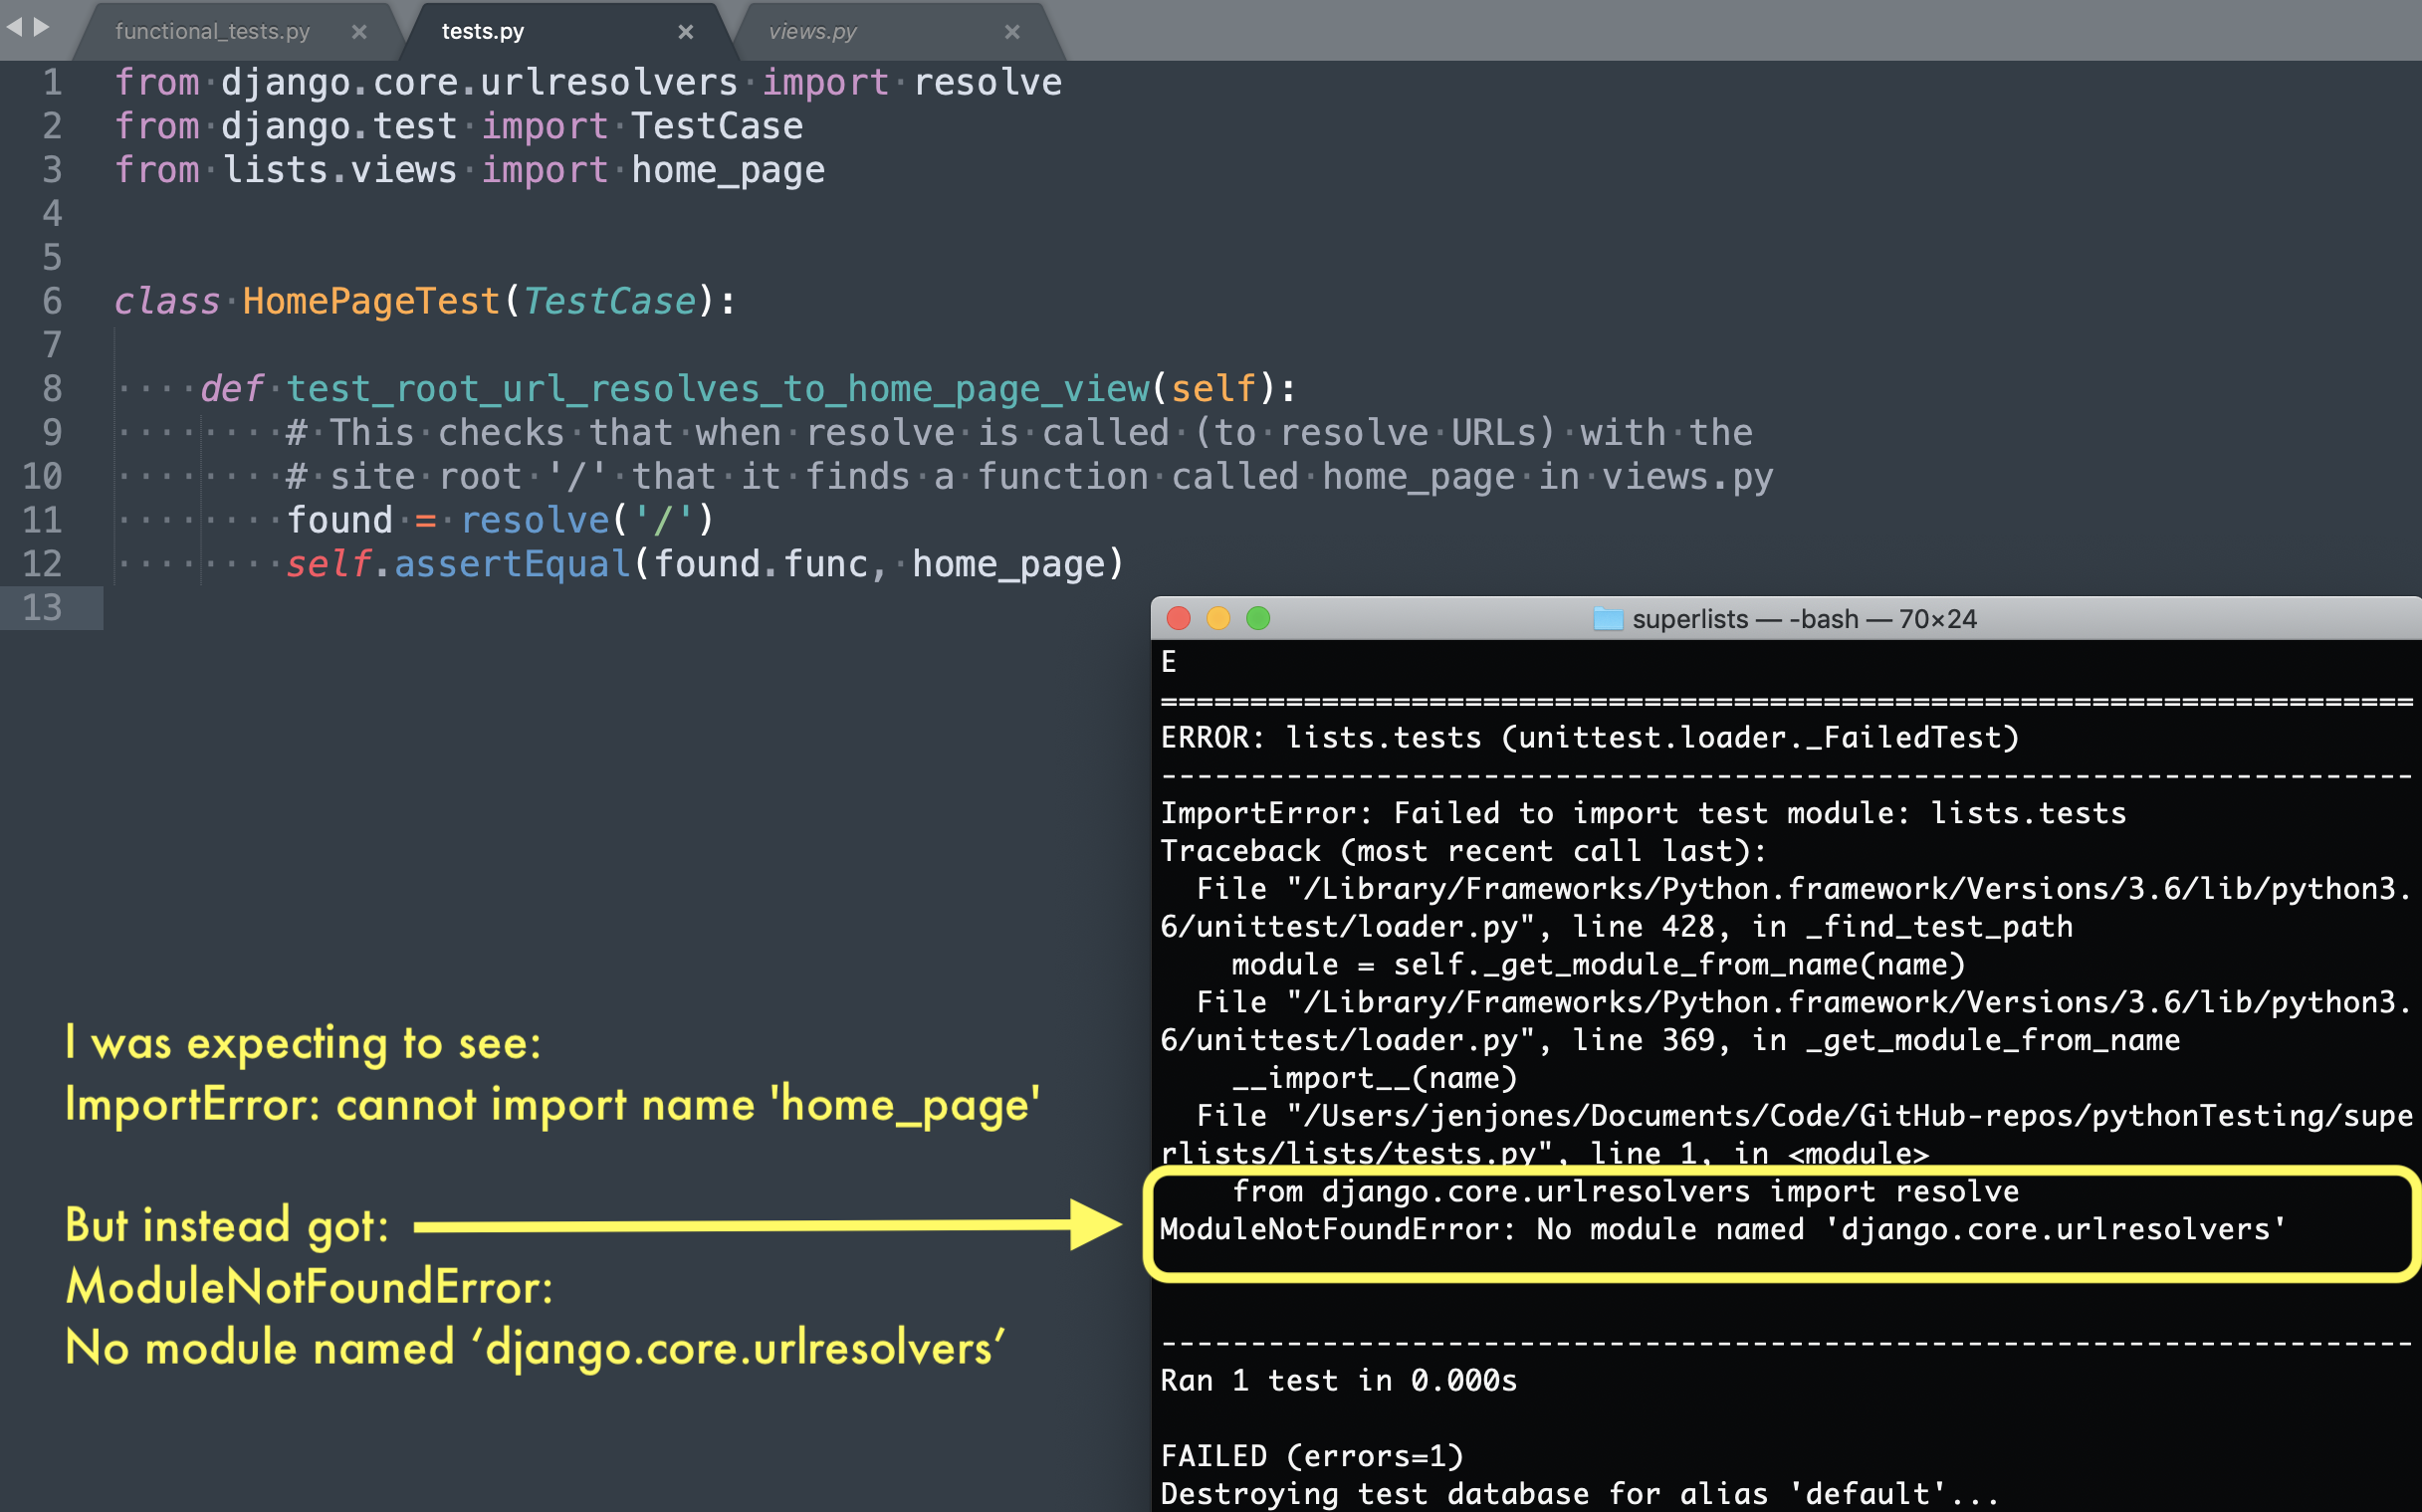 functional_tests.py × tests.py × views.py ×
1 from django.core.urlresolvers import resolve
2 from django.test import TestCase
3 from lists.views import home_page
4
5
6 class HomePageTest(TestCase):
7
8 def test_root_url_resolves_to_home_page_view(self):
9 # This checks that when resolve is called (to resolve URLs) with the
10 # site root '/' that it finds a function called home_page in views.py
11 found = resolve('/')
12 self.assertEqual(found.func, home_page)
13
superlists — -bash — 70×24
E
======================================================================
ERROR: lists.tests (unittest.loader._FailedTest)
----------------------------------------------------------------------
ImportError: Failed to import test module: lists.tests
Traceback (most recent call last):
File "/Library/Frameworks/Python.framework/Versions/3.6/lib/python3.
6/unittest/loader.py", line 428, in _find_test_path
module = self._get_module_from_name(name)
File "/Library/Frameworks/Python.framework/Versions/3.6/lib/python3.
6/unittest/loader.py", line 369, in _get_module_from_name
__import__(name)
File "/Users/jenjones/Documents/Code/GitHub-repos/pythonTesting/supe
rlists/lists/tests.py", line 1, in <module>
from django.core.urlresolvers import resolve
ModuleNotFoundError: No module named 'django.core.urlresolvers'
----------------------------------------------------------------------
Ran 1 test in 0.000s
FAILED (errors=1)
Destroying test database for alias 'default'...
I was expecting to see:
ImportError: cannot import name 'home_page'
But instead got:
ModuleNotFoundError:
No module named ‘django.core.urlresolvers’